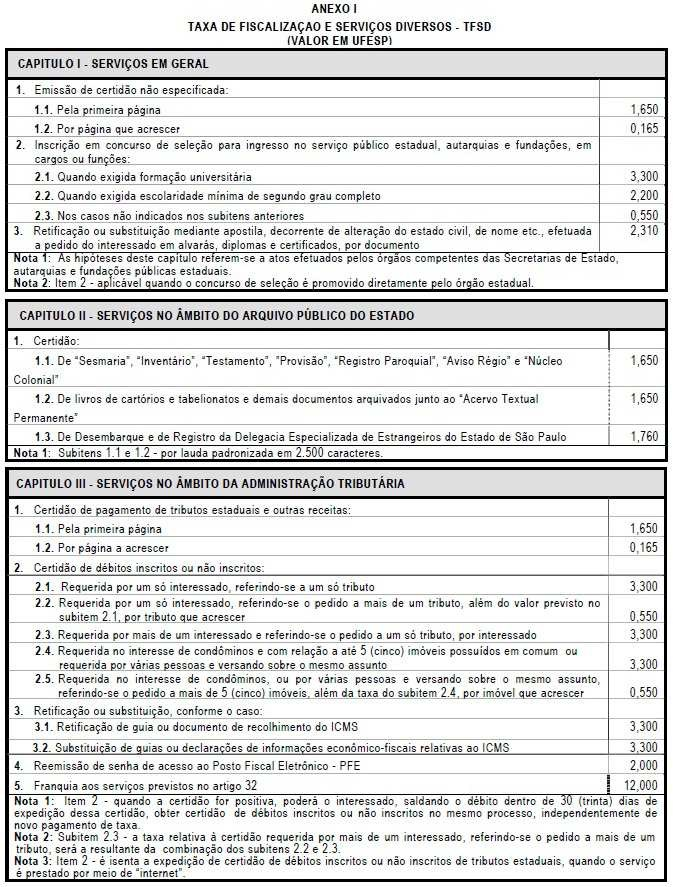 ANEXO I
TAXA DE FISCALIZAÇAO E SERVIÇOS DIVERSOS - TFSD
(VALOR EM UFESP)
CAPITULO I - SERVIÇOS EM GERAL
1. Emissão de certidão não especificada:
1.1. Pela primeira página 1,650
1.2. Por página que acrescer 0,165
2. Inscrição em concurso de seleção para ingresso no serviço público estadual, autarquias e fundações, em
cargos ou funções:
2.1. Quando exigida formação universitária 3,300
2.2. Quando exigida escolaridade mínima de segundo grau completo 2,200
2.3. Nos casos não indicados nos subitens anteriores 0,550
3. Retificação ou substituição mediante apostila, decorrente de alteração do estado civil, de nome etc., efetuada 2,310
a pedido do interessado em alvarás, diplomas e certificados, por documento
Nota 1: As hipóteses deste capítulo referem-se a atos efetuados pelos órgãos competentes das Secretarias de Estado,
autarquias e fundações públicas estaduais.
Nota 2: Item 2 - aplicável quando o concurso de seleção é promovido diretamente pelo órgão estadual.
CAPITULO II - SERVIÇOS NO ÂMBITO DO ARQUIVO PÚBLICO DO ESTADO
1. Certidão:
1.1. De “Sesmaria”, “Inventário”, “Testamento”, ”Provisão”, “Registro Paroquial”, “Aviso Régio” e “Núcleo 1,650
Colonial”
1.2. De livros de cartórios e tabelionatos e demais documentos arquivados junto ao “Acervo Textual 1,650
Permanente”
1.3. De Desembarque e de Registro da Delegacia Especializada de Estrangeiros do Estado de São Paulo 1,760
Nota 1: Subitens 1.1 e 1.2 - por lauda padronizada em 2.500 caracteres.
CAPITULO III - SERVIÇOS NO ÂMBITO DA ADMINISTRAÇÃO TRIBUTÁRIA
1. Certidão de pagamento de tributos estaduais e outras receitas:
1.1. Pela primeira página 1,650
1.2. Por página a acrescer 0,165
2. Certidão de débitos inscritos ou não inscritos:
2.1. Requerida por um só interessado, referindo-se a um só tributo 3,300
2.2. Requerida por um só interessado, referindo-se o pedido a mais de um tributo, além do valor previsto no
subitem 2.1, por tributo que acrescer 0,550
2.3. Requerida por mais de um interessado e referindo-se o pedido a um só tributo, por interessado 3,300
2.4. Requerida no interesse de condôminos e com relação a até 5 (cinco) imóveis possuídos em comum ou
requerida por várias pessoas e versando sobre o mesmo assunto 3,300
2.5. Requerida no interesse de condôminos, ou por várias pessoas e versando sobre o mesmo assunto,
referindo-se o pedido a mais de 5 (cinco) imóveis, além da taxa do subitem 2.4, por imóvel que acrescer 0,550
3. Retificação ou substituição, conforme o caso:
3.1. Retificação de guia ou documento de recolhimento do ICMS 3,300
3.2. Substituição de guias ou declarações de informações econômico-fiscais relativas ao ICMS 3,300
4. Reemissão de senha de acesso ao Posto Fiscal Eletrônico - PFE 2,000
5. Franquia aos serviços previstos no artigo 32 12,000
Nota 1: Item 2 - quando a certidão for positiva, poderá o interessado, saldando o débito dentro de 30 (trinta) dias de
expedição dessa certidão, obter certidão de débitos inscritos ou não inscritos no mesmo processo, independentemente de
novo pagamento de taxa.
Nota 2: Subitem 2.3 - a taxa relativa à certidão requerida por mais de um interessado, referindo-se o pedido a mais de um
tributo, será a resultante da combinação dos subitens 2.2 e 2.3.
Nota 3: Item 2 - é isenta a expedição de certidão de débitos inscritos ou não inscritos de tributos estaduais, quando o serviço
é prestado por meio de “internet”.